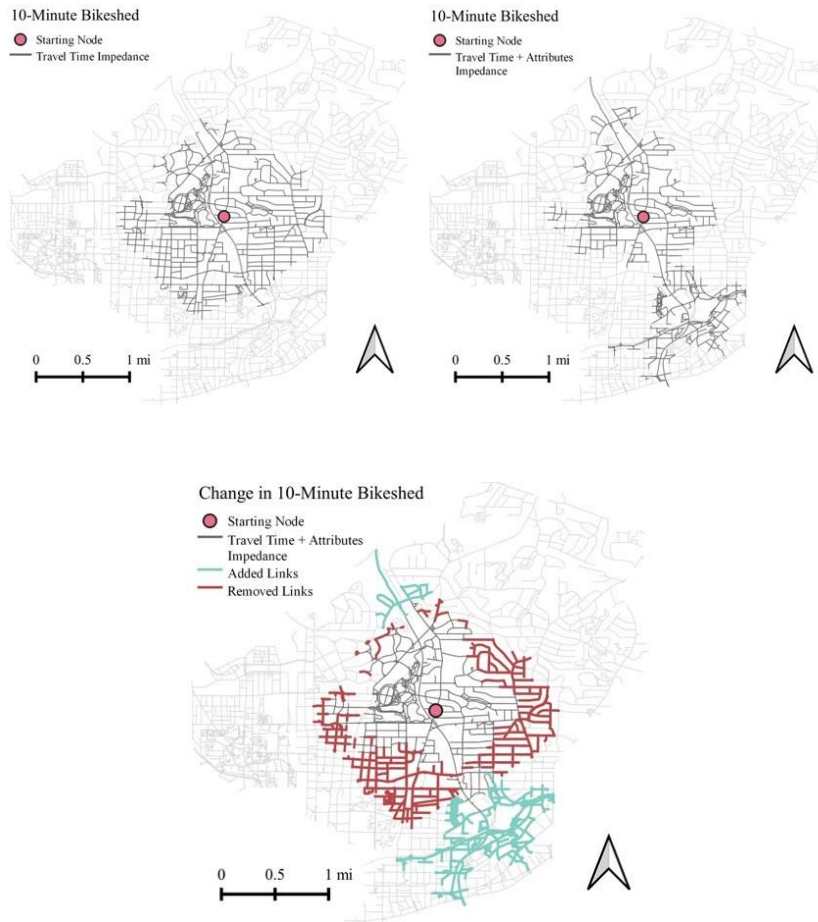 10-Minute Bikeshed
Starting Node
Travel Time Impedance
0 0.5 1 mi
10-Minute Bikeshed
Starting Node
Travel Time + Attributes
Impedance
0 0.5 1 mi
Change in 10-Minute Bikeshed
Starting Node
Travel Time + Attributes
Impedance
Added Links
Removed Links
0 0.5 1 mi